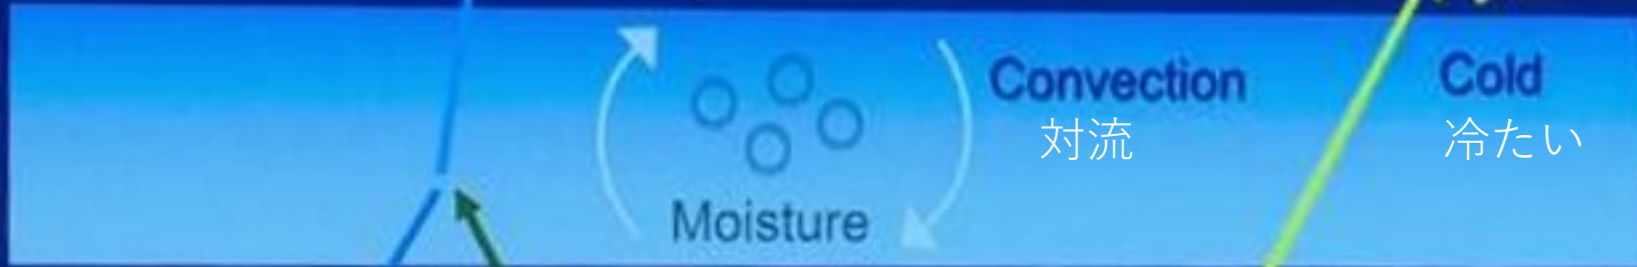 Convection
対流
Cold
冷たい
Moisture